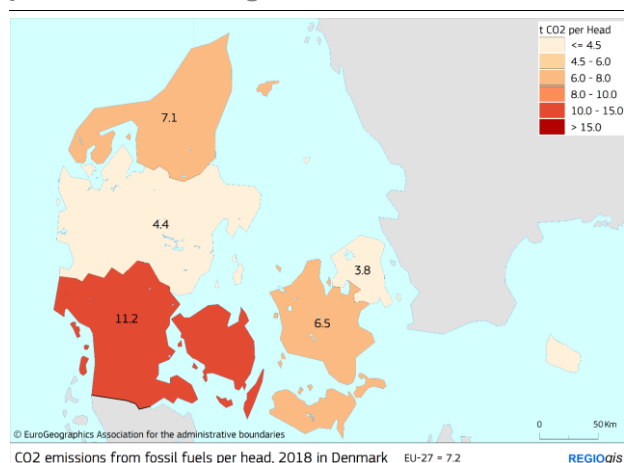 t CO2 per Head
<= 4.5
4.5 - 6.0
6.0 - 8.0
8.0 - 10.0
10.0 - 15.0
> 15.0
7.1
4.4
3.8
11.2
6.5
© EuroGeographics Association for the administrative boundaries
0 50 Km
CO2 emissions from fossil fuels per head, 2018 in Denmark EU-27 = 7.2 REGIOgis